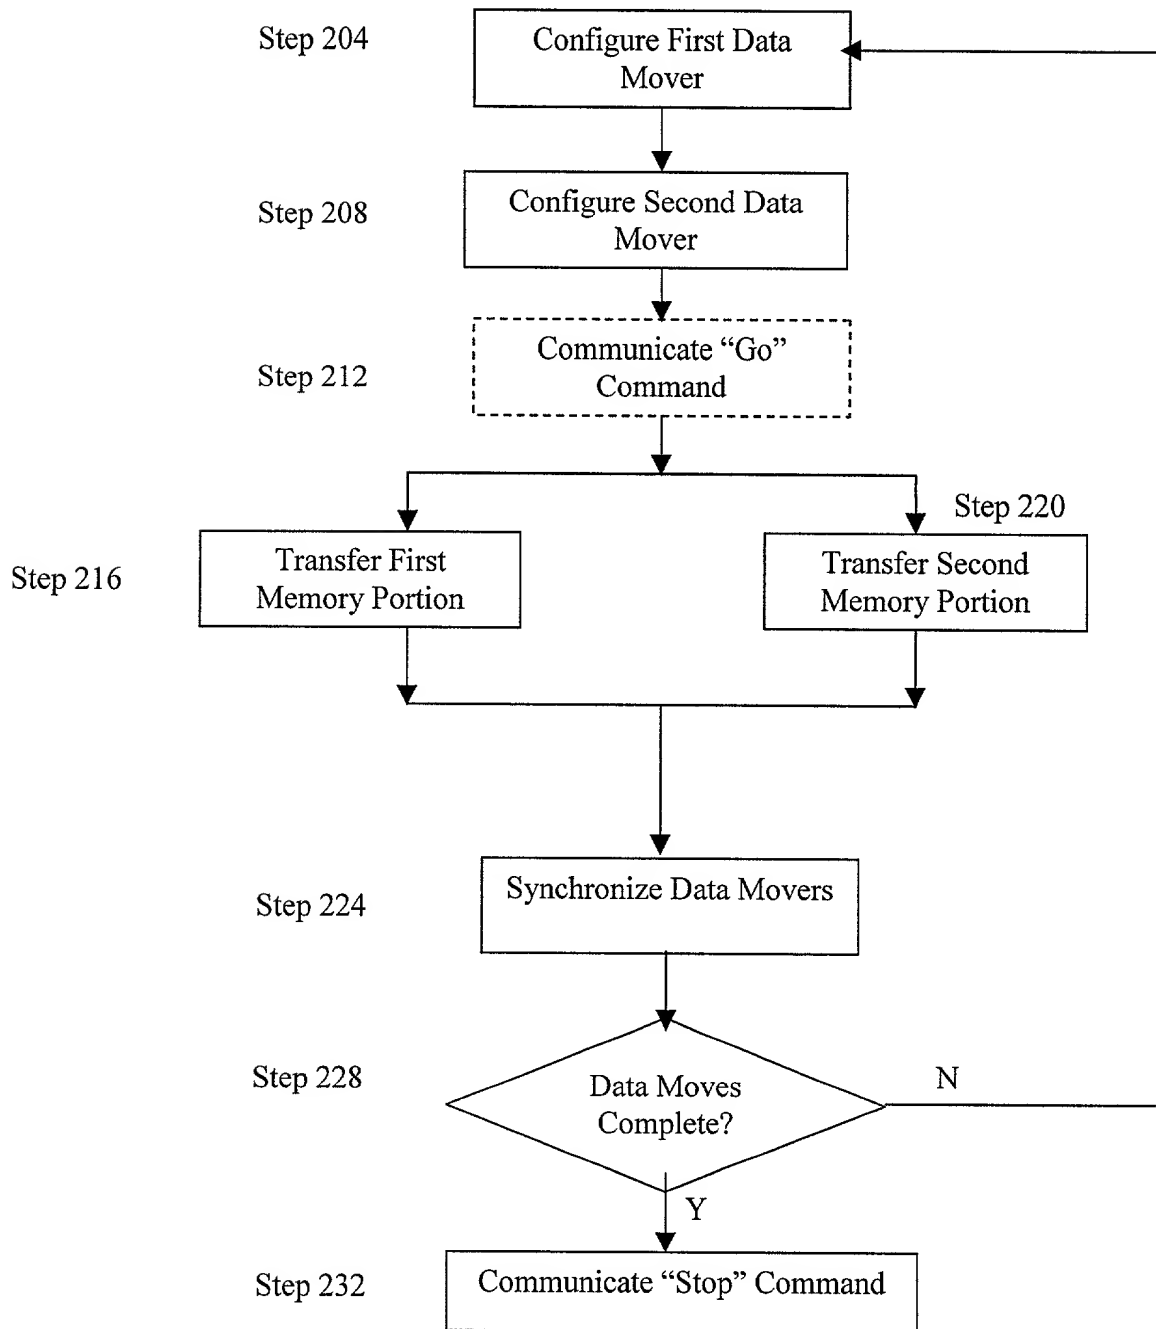 Step 204
Configure First Data
Mover
Step 208
Configure Second Data
Mover
Step 212
Communicate “Go”
Command
Step 220
Step 216
Transfer First
Memory Portion
Transfer Second
Memory Portion
Step 224
Synchronize Data Movers
Step 228
Data Moves
Complete?
N
Y
Step 232
Communicate “Stop” Command